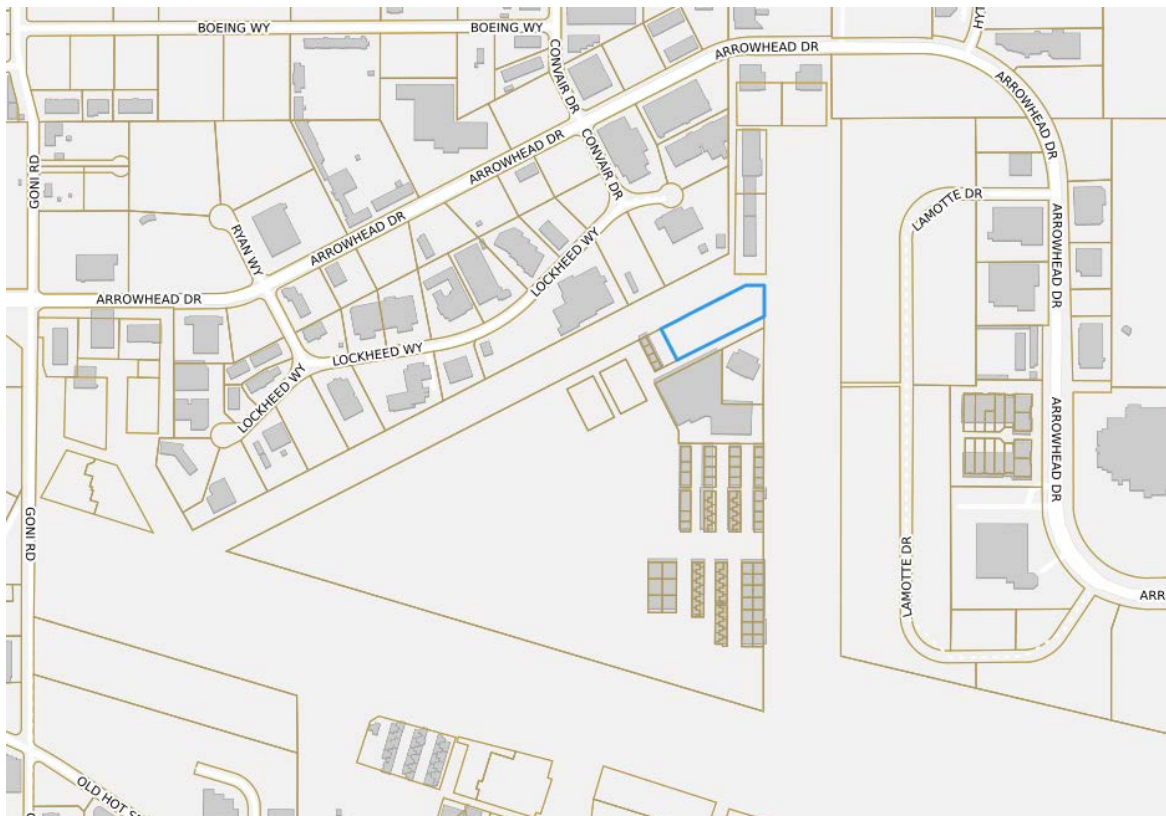 BOEING WY
BOEING WY
ARROWHEAD DR
HYT
CONVAIR DR
ARROWHEAD DR
ARROWHEAD DR
CONVAIR DR
GONI RD
LAMOTTE DR
ARROWHEAD DR
ARROWHEAD DR
RYAN WY
LOCKHEED WY
ARROWHEAD DR
LOCKHEED WY
LOCKHEED WY
ARROWHEAD DR
GONI RD
LAMOTTE DR
ARR
OLD HOT S